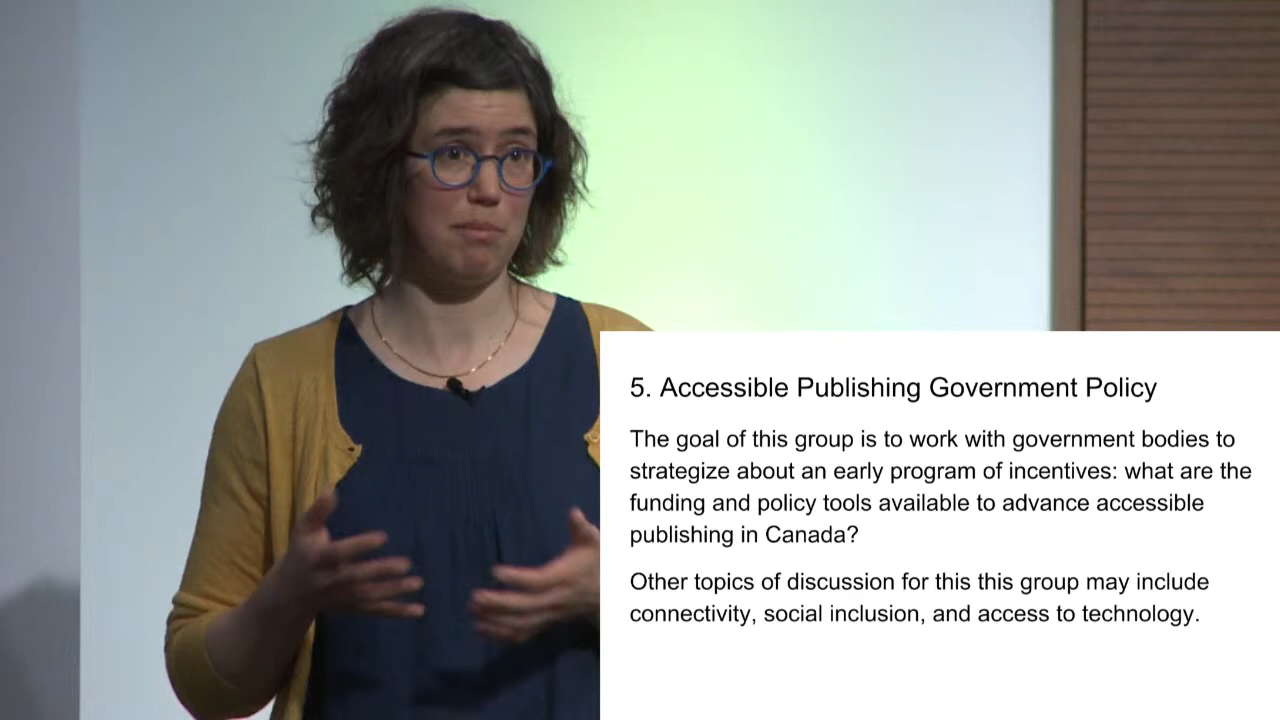 5. Accessible Publishing Government Policy
The goal of this group is to work with government bodies to
strategize about an early program of incentives: what are the
funding and policy tools available to advance accessible
publishing in Canada?
Other topics of discussion for this this group may include
connectivity, social inclusion, and access to technology.